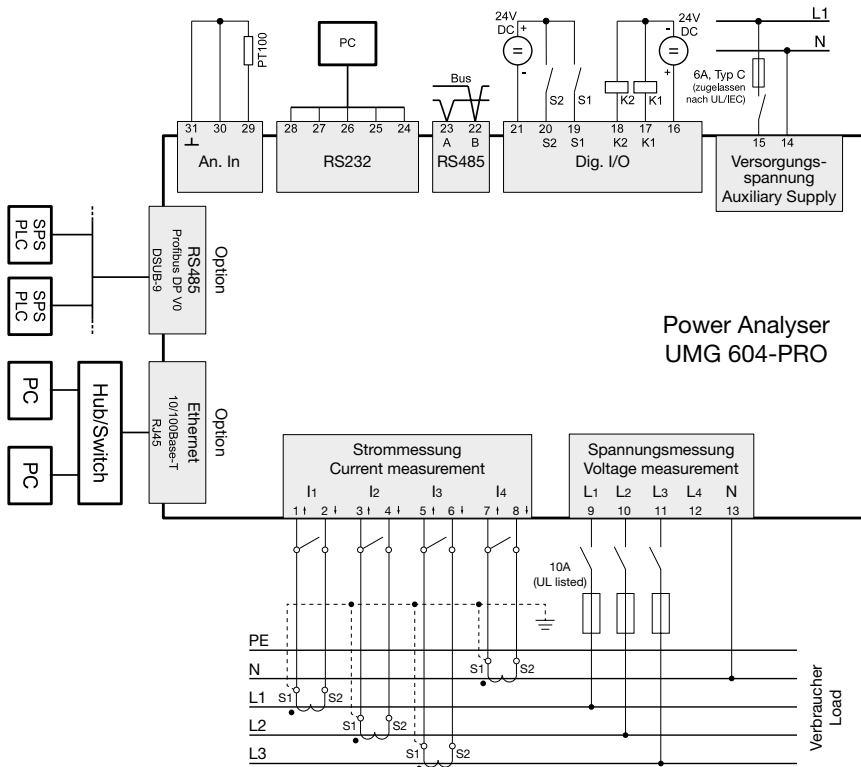 24V
DC
+
-
24V
DC
-
+
L1
N
PT100
PC
Bus
S2
S1
K2
K1
6A, Typ C
(zugelassen
nach UL/IEC)
31 30 29
28 27 26 25 24
23 22
A B
21 20 19 18 17 16
S2 S1 K2 K1
15 14
An. In
RS232
RS485
Dig. I/O
Versorgungs-
spannung
Auxiliary Supply
SPS
PLC
SPS
PLC
RS485
Profibus DP V0
DSUB-9
Option
Power Analyser
UMG 604-PRO
PC
PC
Hub/Switch
Ethernet
10/100Base-T
RJ45
Option
Strommessung
Current measurement
I1 I2 I3 I4
1 2 3 4 5 6 7 8
Spannungsmessung
Voltage measurement
L1 L2 L3 L4 N
9 10 11 12 13
10A
(UL listed)
PE
N
L1
L2
L3
S1 S2
S1 S2
S1 S2
S1 S2
Verbraucher
Load